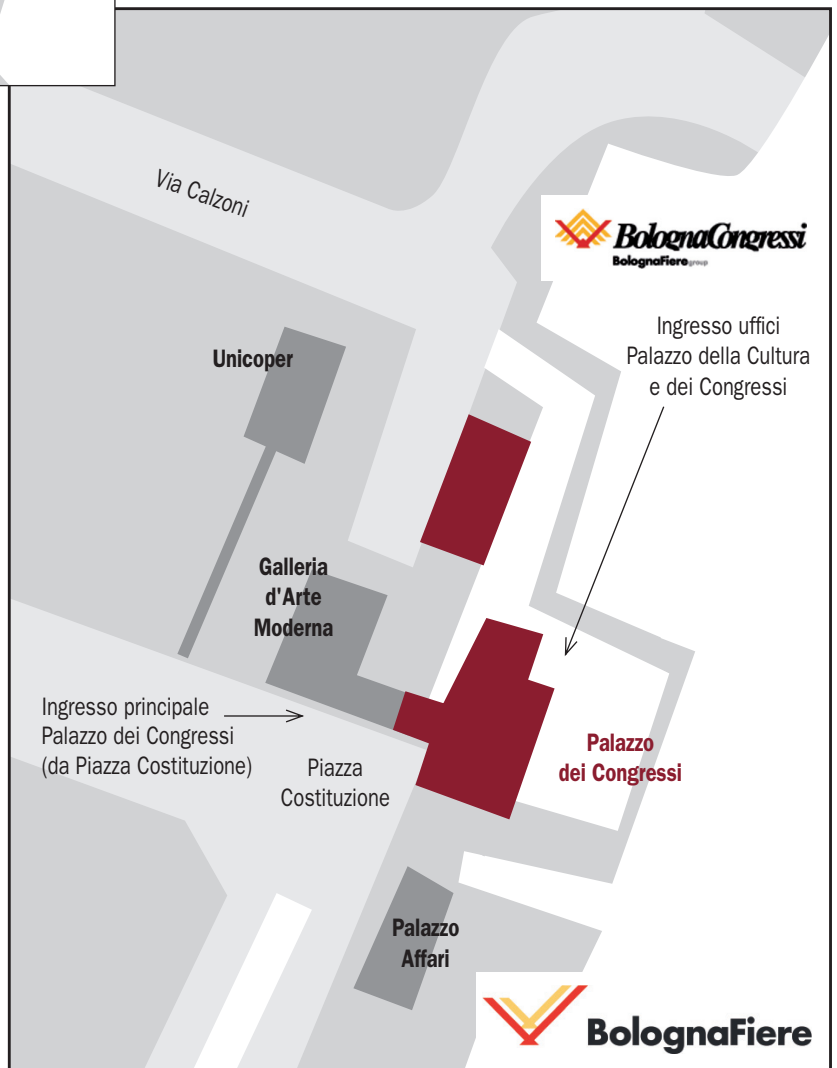 Via Calzoni
BolognaCongressi
BolognaFiere group
Ingresso uffici
Palazzo della Cultura
e dei Congressi
Unicoper
Galleria
d'Arte
Moderna
Ingresso principale
Palazzo dei Congressi
(da Piazza Costituzione)
Piazza
Costituzione
Palazzo
dei Congressi
Palazzo
Affari
BolognaFiere